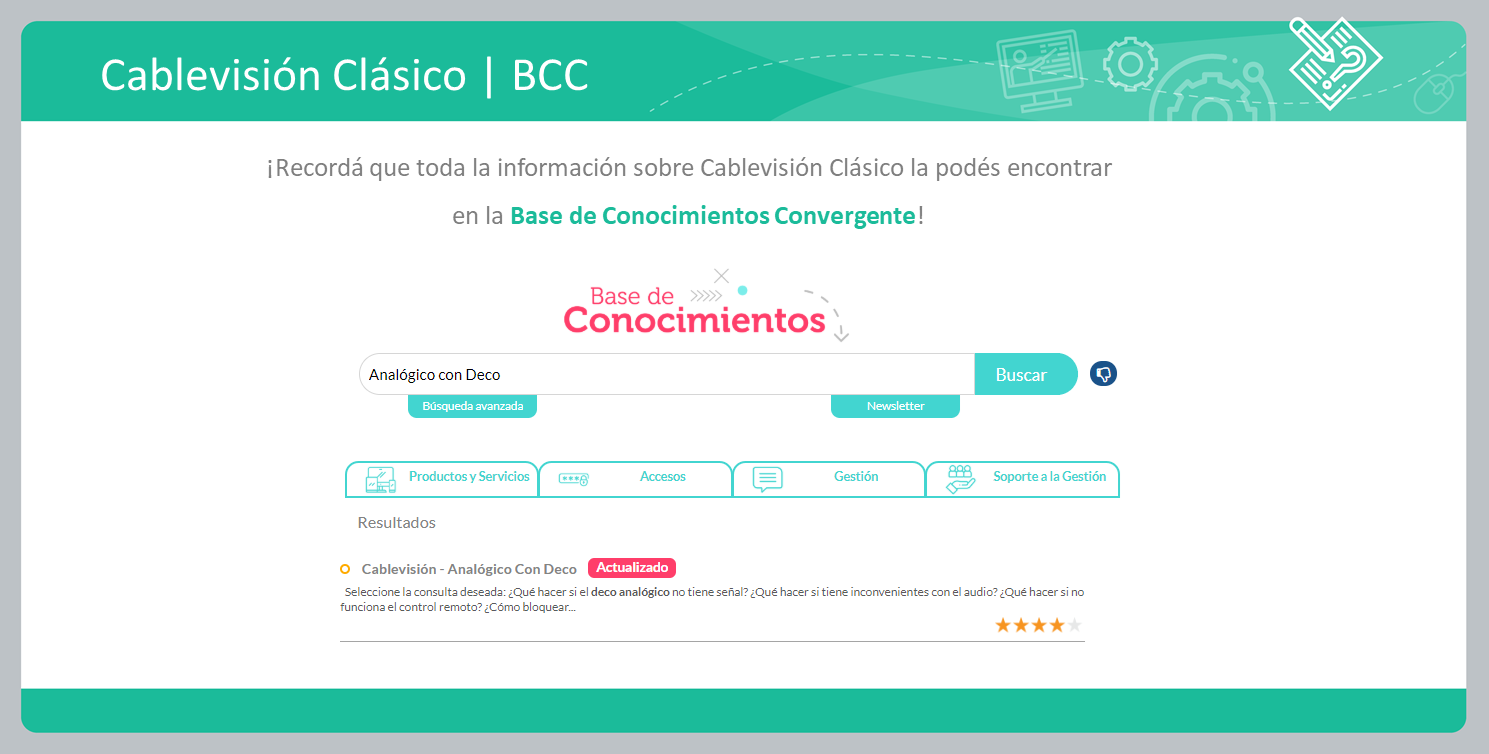 Cablevisión Clásico | BCC
¡Recordá que toda la información sobre Cablevisión Clásico la podés encontrar
en la Base de Conocimientos Convergente!
Base de
Conocimientos
Analógico con Deco
Buscar
Búsqueda avanzada
Newsletter
Productos y Servicios
Accesos
Gestión
Soporte a la Gestión
Resultados
Cablevisión - Analógico Con Deco Actualizado
Seleccione la consulta deseada: ¿Qué hacer si el deco analógico no tiene señal? ¿Qué hacer si tiene inconvenientes con el audio? ¿Qué hacer si no
funciona el control remoto? ¿Cómo bloquear...